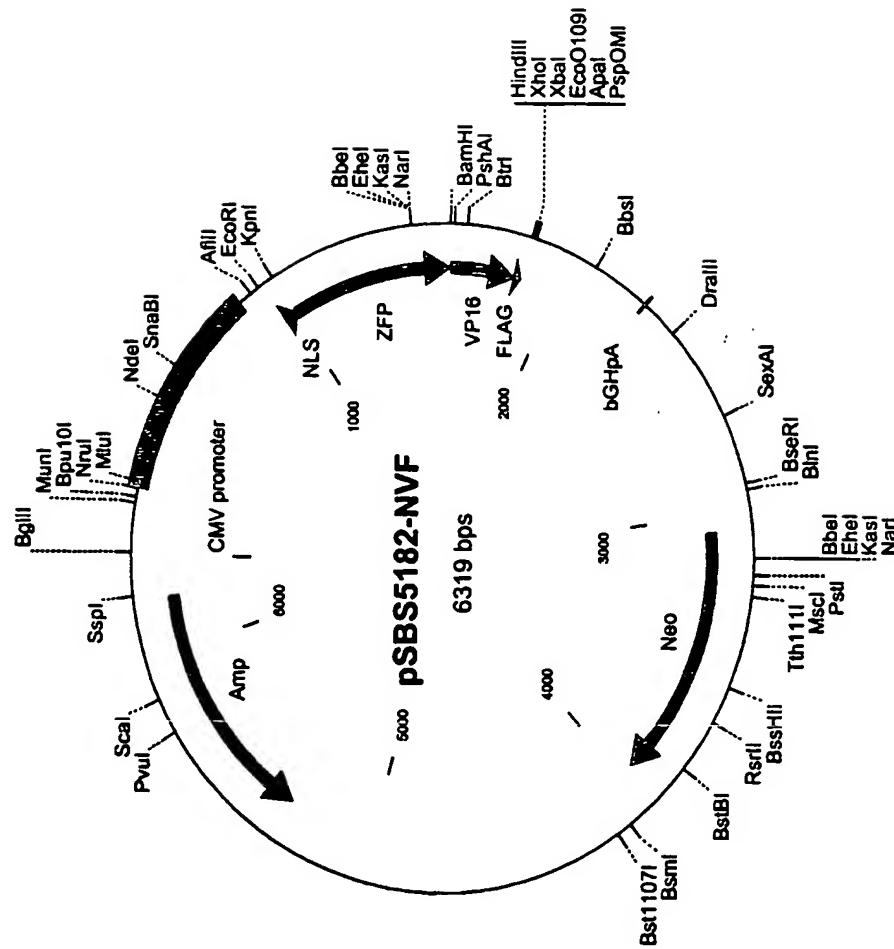 pSBS5182-NVF
6319 bps
BglII
MunI
Bpu10I
NruI
MluI
NdeI
SnaBI
AflII
EcoRI
KpnI
BbeI
EheI
KasI
NarI
BamHI
PshAI
BtrI
HindIII
XhoI
XbaI
EcoO109I
ApaI
PspOMI
BbsI
DraIII
SexAI
BseRI
BlnI
BbeI
EheI
KasI
NarI
PstI
MscI
Tth111I
BssHII
RsrII
BstBI
BsmI
Bst1107I
PvuI
ScaI
SspI
CMV promoter
NLS
ZFP
VP16
FLAG
bGHpA
Neo
Amp
1000
2000
3000
4000
5000
6000